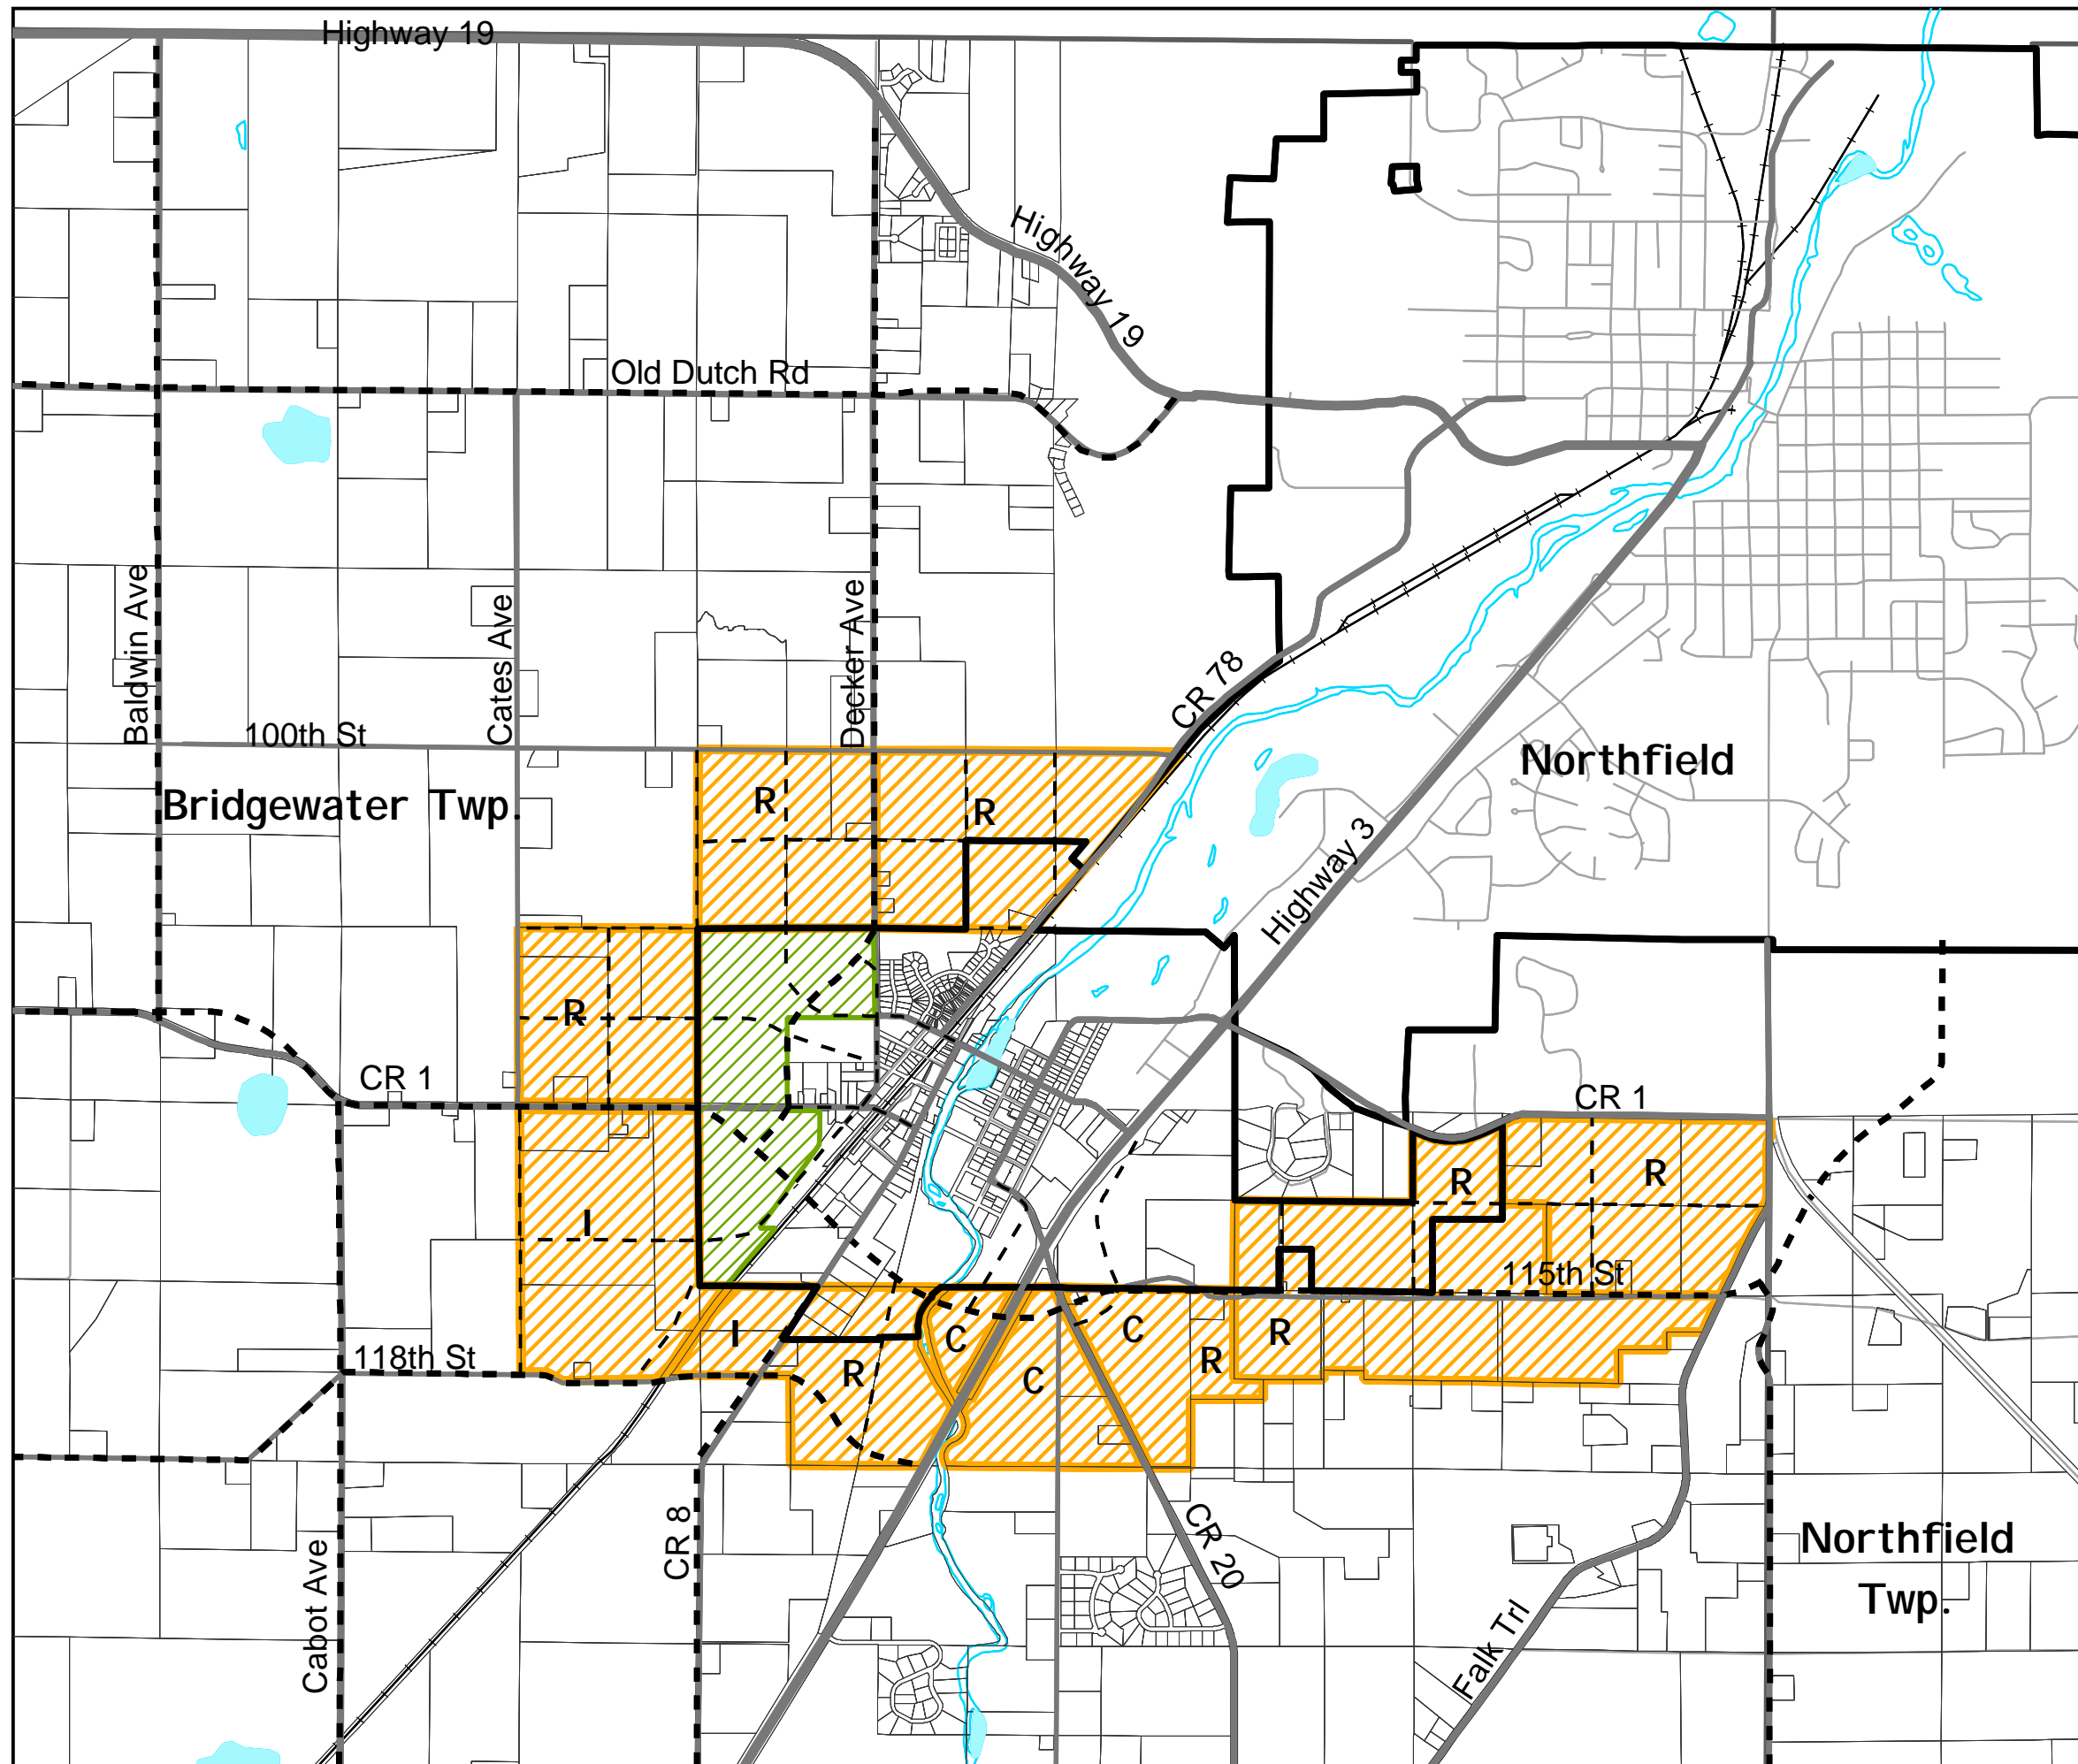 Highway 19
Highway 19
Old Dutch Rd
Baldwin Ave
Cates Ave
Decker Ave
CR 78
100th St
Northfield
Bridgewater Twp.
R
R
Highway 3
R
CR 1
CR 1
R
R
I
115th St
I
C
C
R
R
R
C
118th St
CR 8
CR 20
Northfield
Twp.
Cabot Ave
Falk Trl